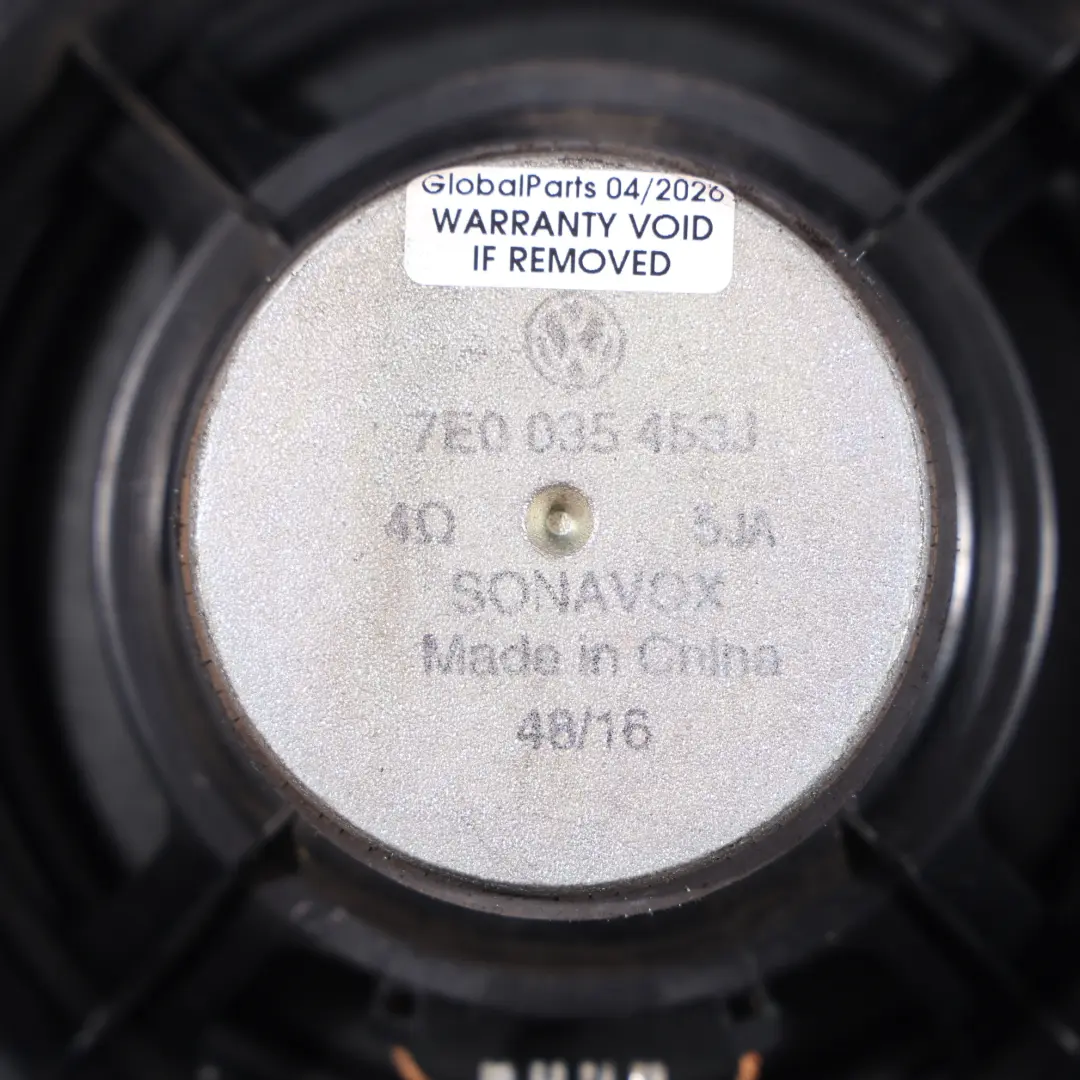 GlobalParts 04/2026
WARRANTY VOID
IF REMOVED
7E0 035 453J
4Ω 5JA
SONAVOX
Made in China
48/16